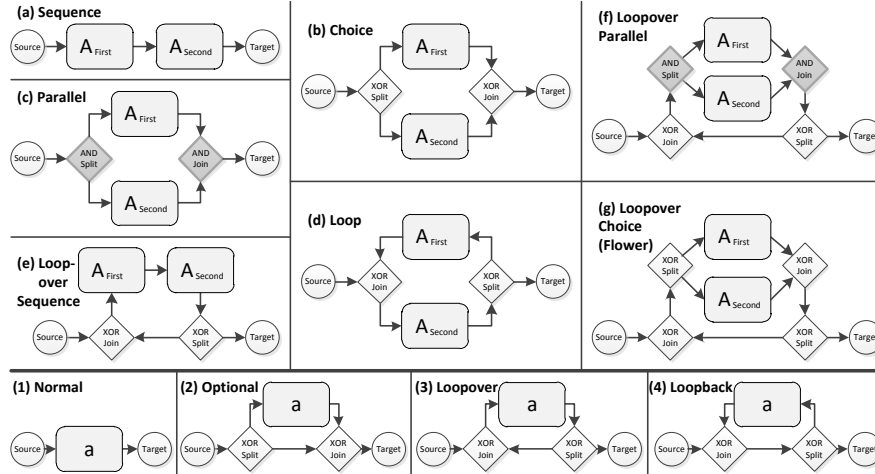 (a) Sequence
Source
A First
A Second
Target
(b) Choice
A First
Source
XOR
Split
XOR
Join
Target
A Second
(f) Loopover
Parallel
AND
Split
A First
AND
Join
A Second
Source
XOR
Join
XOR
Split
Target
(c) Parallel
A First
Source
AND
Split
AND
Join
Target
A Second
(d) Loop
A First
Source
XOR
Join
XOR
Split
Target
A Second
(g) Loopover
Choice
(Flower)
XOR
Split
A First
XOR
Join
A Second
Source
XOR
Join
XOR
Split
Target
(e) Loop-
over
Sequence
A First
A Second
Source
XOR
Join
XOR
Split
Target
(1) Normal
Source
a
Target
(2) Optional
a
Source
XOR
Split
XOR
Join
Target
(3) Loopover
a
Source
XOR
Join
XOR
Split
Target
(4) Loopback
a
Source
XOR
Join
XOR
Split
Target